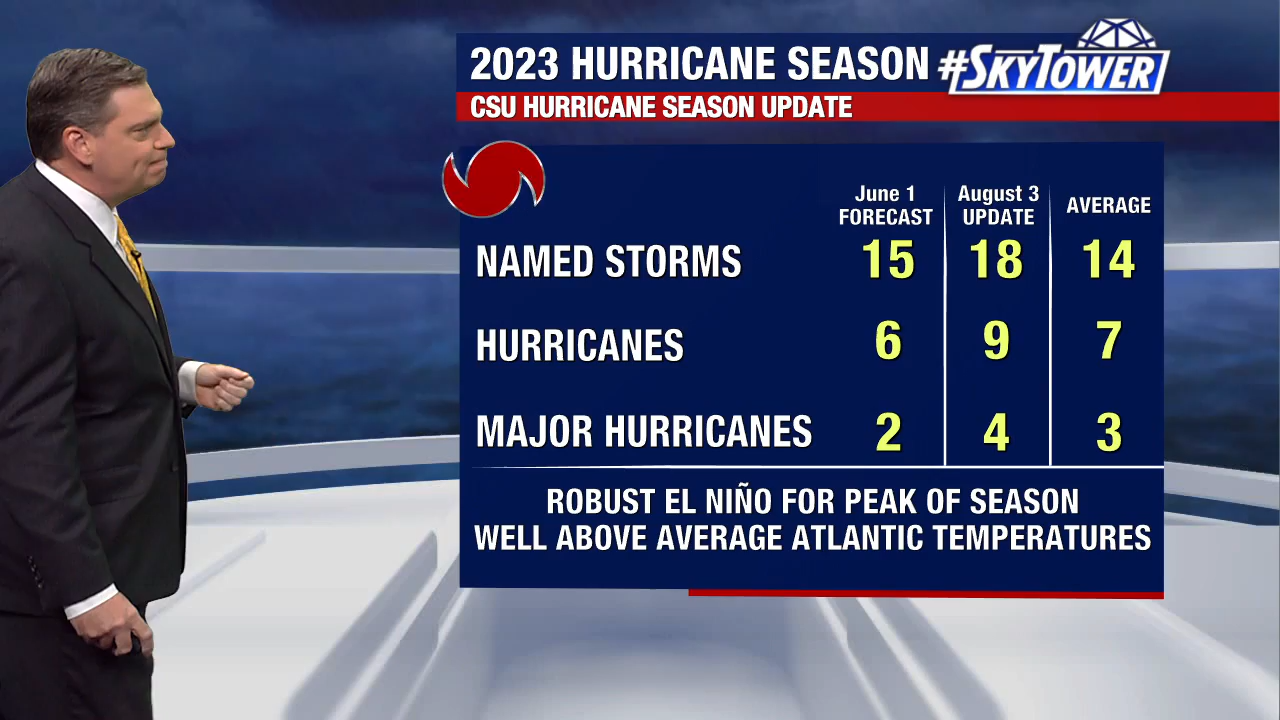 2023 HURRICANE SEASON
#SKYTOWER
CSU HURRICANE SEASON UPDATE
June 1 FORECAST
August 3 UPDATE
AVERAGE
NAMED STORMS 15 18 14
HURRICANES 6 9 7
MAJOR HURRICANES 2 4 3
ROBUST EL NIÑO FOR PEAK OF SEASON
WELL ABOVE AVERAGE ATLANTIC TEMPERATURES